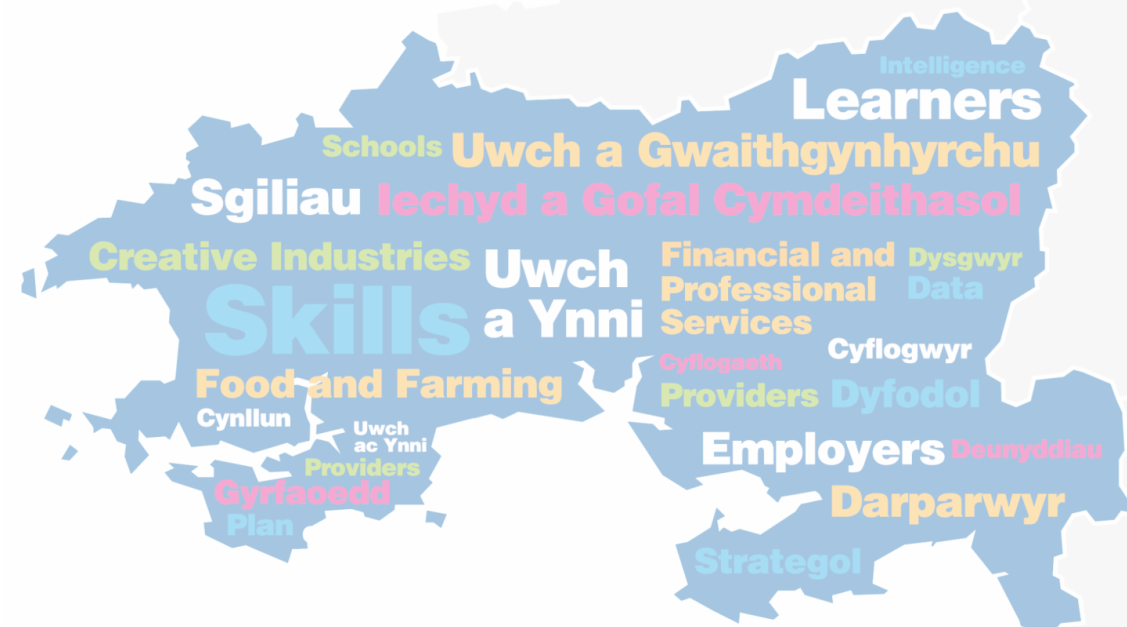 Intelligence
Learners
Schools
Uwch a Gwaithgynhyrchu
Sgiliau
Iechyd a Gofal Cymdeithasol
Creative Industries
Uwch
a Ynni
Financial and
Professional
Services
Dysgwyr
Data
Skills
Cyflogwyr
Cyflogaeth
Food and Farming
Providers
Dyfodol
Cynllun
Uwch
ac Ynni
Employers
Deunyddiau
Providers
Gyrfaoedd
Darparwyr
Plan
Strategol